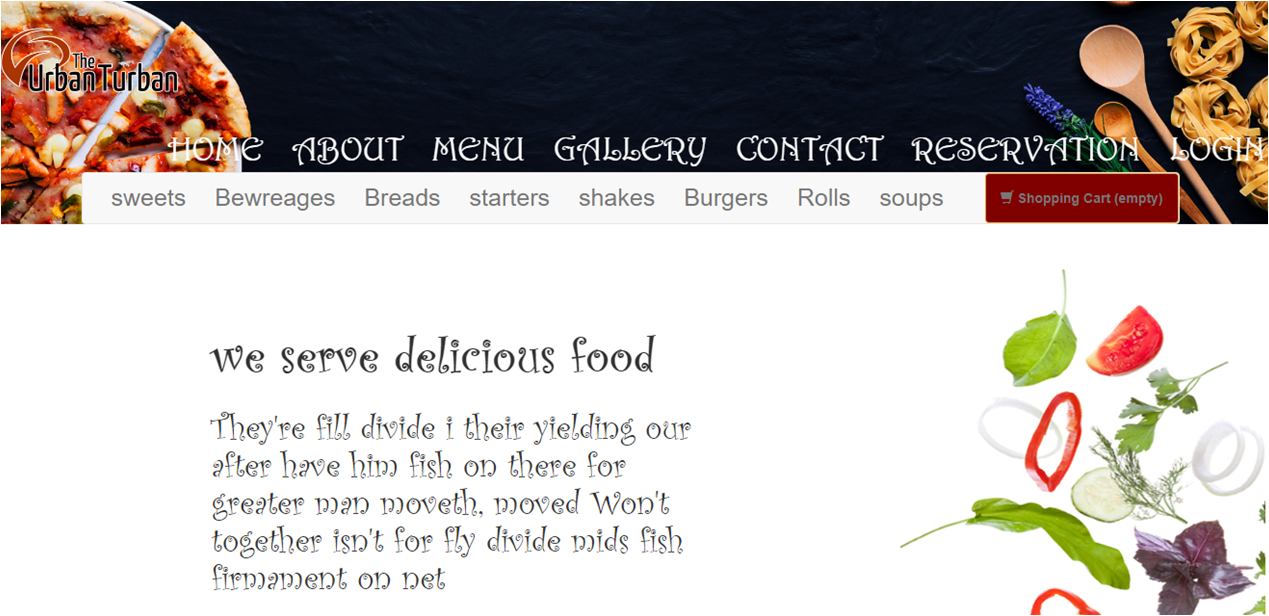 The
UrbanTurban
HOME ABOUT MENU GALLERY CONTACT RESERVATION LOGIN
sweets Bewreages Breads starters shakes Burgers Rolls soups Shopping Cart (empty)
we serve delicious food
They're fill divide i their yielding our
after have him fish on there for
greater man moveth, moved Won't
together isn't for fly divide mids fish
firmament on net